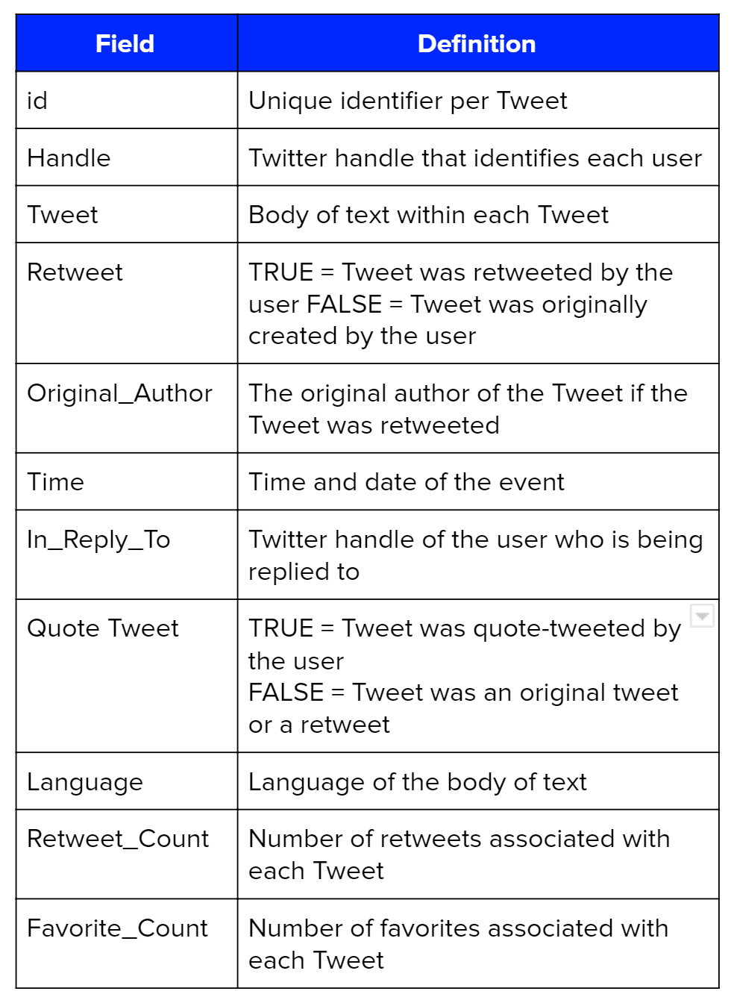 Field
Definition
id
Unique identifier per Tweet
Handle
Twitter handle that identifies each user
Tweet
Body of text within each Tweet
Retweet
TRUE = Tweet was retweeted by the
user FALSE = Tweet was originally
created by the user
Original_Author
The original author of the Tweet if the
Tweet was retweeted
Time
Time and date of the event
In_Reply_To
Twitter handle of the user who is being
replied to
Quote Tweet
TRUE = Tweet was quote-tweeted by
the user
FALSE = Tweet was an original tweet
or a retweet
Language
Language of the body of text
Retweet_Count
Number of retweets associated with
each Tweet
Favorite_Count
Number of favorites associated with
each Tweet